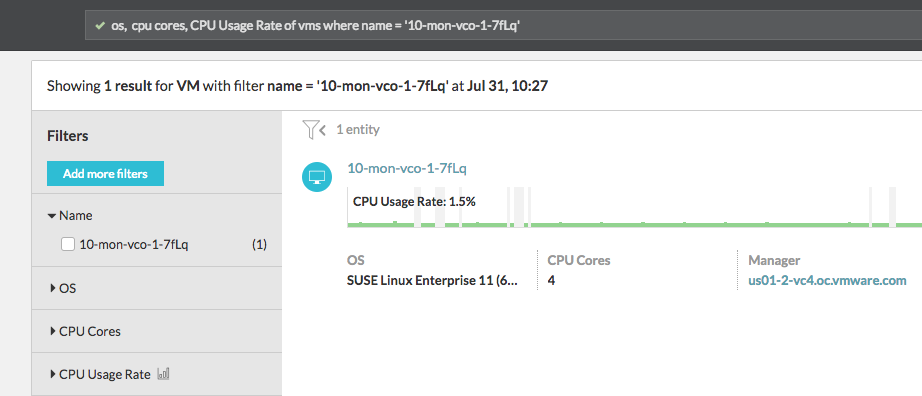 os, cpu cores, CPU Usage Rate of vms where name = '10-mon-vco-1-7fLq'
Showing 1 result for VM with filter name = '10-mon-vco-1-7fLq' at Jul 31, 10:27
Filters
Add more filters
Name
10-mon-vco-1-7fLq (1)
OS
CPU Cores
CPU Usage Rate
1 entity
10-mon-vco-1-7fLq
CPU Usage Rate: 1.5%
OS CPU Cores Manager
SUSE Linux Enterprise 11 (6... 4 us01-2-vc4.oc.vmware.com